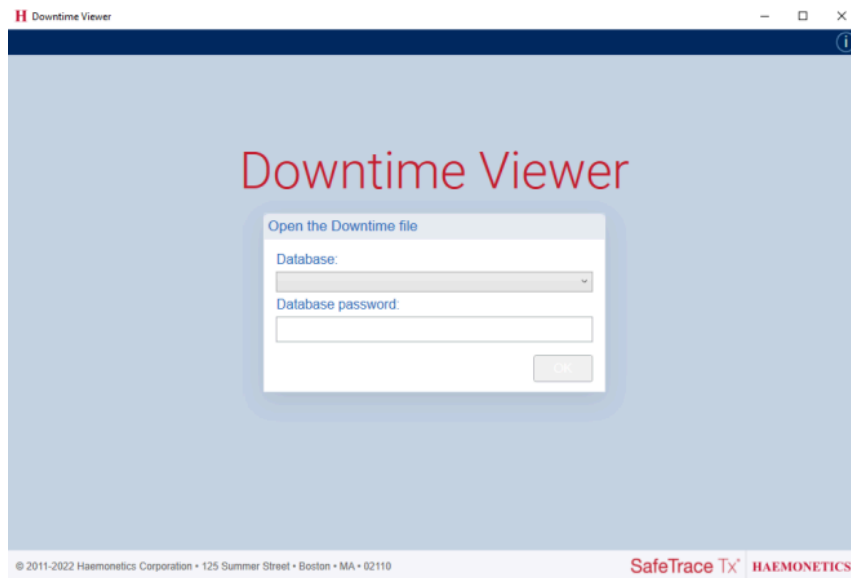 H Downtime Viewer
i
Downtime Viewer
Open the Downtime file
Database:
Database password:
OK
© 2011-2022 Haemonetics Corporation • 125 Summer Street • Boston • MA • 02110
SafeTrace Tx® HAEMONETICS